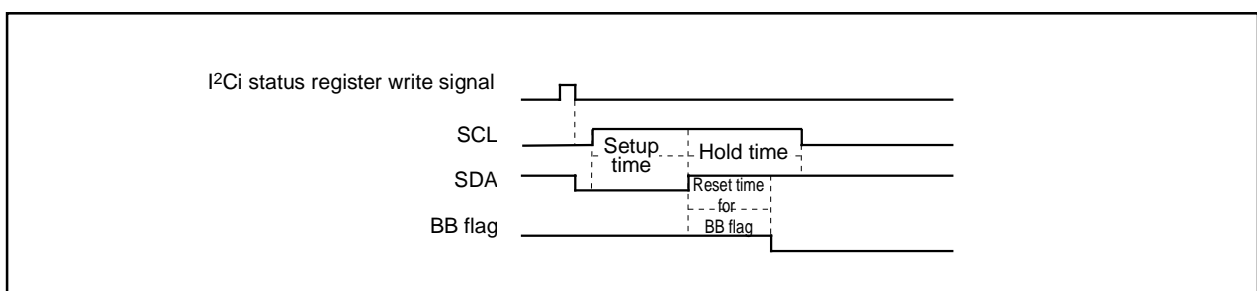 I²Ci status register write signal
SCL
Setup
time
Hold time
SDA
Reset time
for
BB flag
BB flag